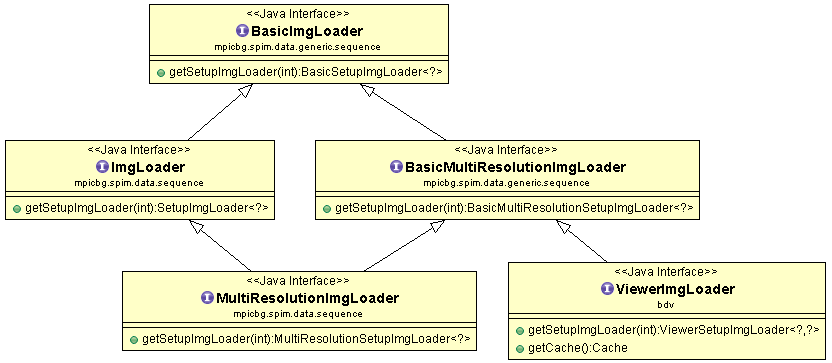 <<Java Interface>>
BasicImgLoader
mpicbg.spim.data.generic.sequence
getSetupImgLoader(int):BasicSetupImgLoader<?>
<<Java Interface>>
ImgLoader
mpicbg.spim.data.sequence
getSetupImgLoader(int):SetupImgLoader<?>
<<Java Interface>>
BasicMultiResolutionImgLoader
mpicbg.spim.data.generic.sequence
getSetupImgLoader(int):BasicMultiResolutionSetupImgLoader<?>
<<Java Interface>>
MultiResolutionImgLoader
mpicbg.spim.data.sequence
getSetupImgLoader(int):MultiResolutionSetupImgLoader<?>
<<Java Interface>>
ViewerImgLoader
bdv
getSetupImgLoader(int):ViewerSetupImgLoader<?,?>
getCache():Cache